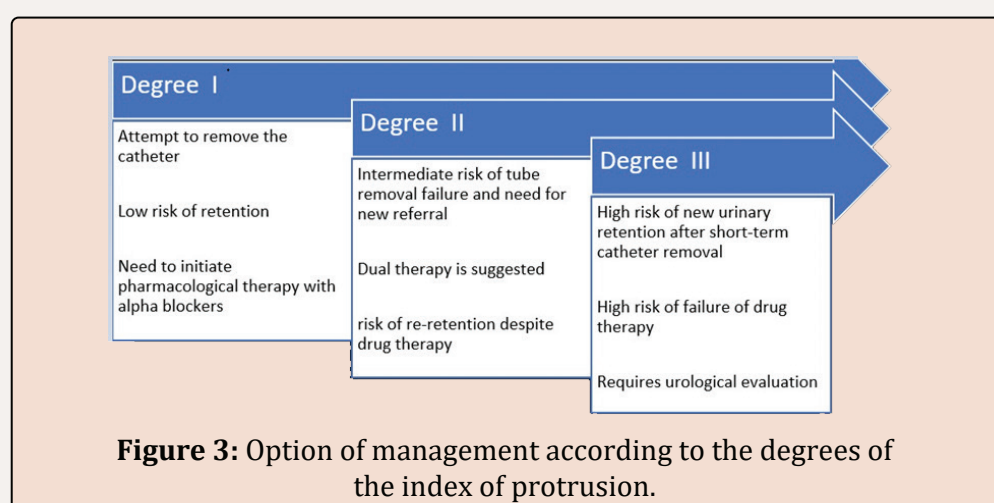 Degree I
Attempt to remove the
catheter
Low risk of retention
Need to initiate
pharmacological therapy with
alpha blockers
Degree II
Intermediate risk of tube
removal failure and need for
new referral
Dual therapy is suggested
risk of re-retention despite
drug therapy
Degree III
High risk of new urinary
retention after short-term
catheter removal
High risk of failure of drug
therapy
Requires urological evaluation
Figure 3: Option of management according to the degrees of
the index of protrusion.